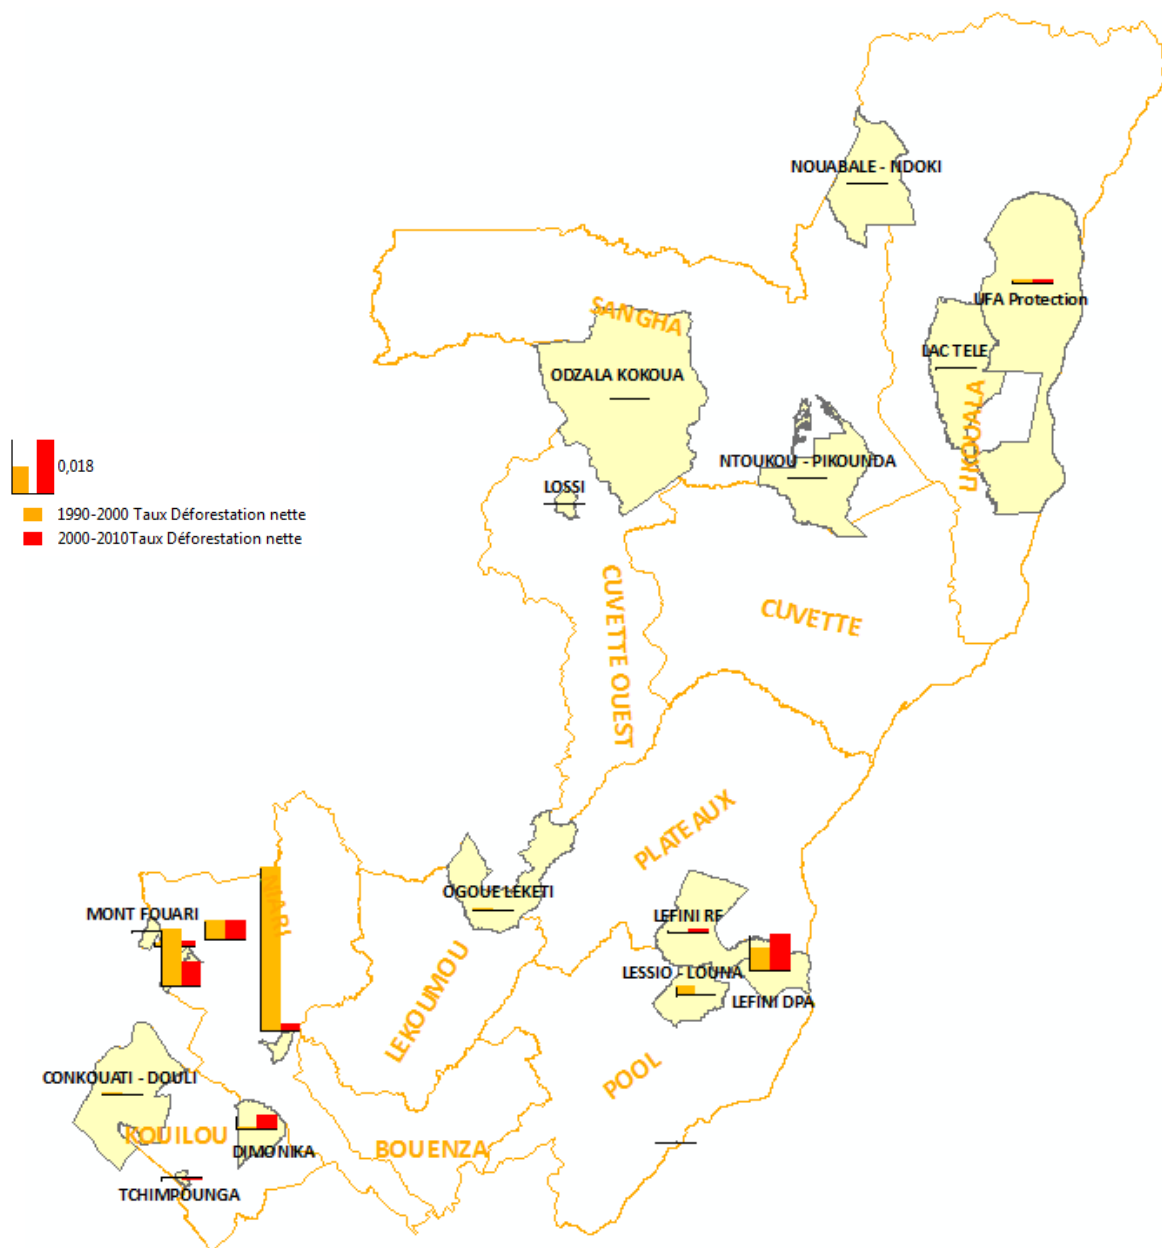 NOUABALE - NDOKI
UFA Protection
SANGHA
LAC TELE
ODZALA KOKOUA
LIKOUALA
NTOUKOU - PIKOUNDA
0,018
LOSSI
1990-2000 Taux Déforestation nette
2000-2010Taux Déforestation nette
CUVETTE OUEST
CUVETTE
PLATEAUX
NIARI
OGOUE LEKETI
MONT FOUARI
LEFINI RF
LESSIO - LOUNA
LEFINI DPA
LEKOUMOU
POOL
CONKOUATI - DOULI
KOUILOU
DIMONIKA
BOUENZA
TCHIMPOUNGA